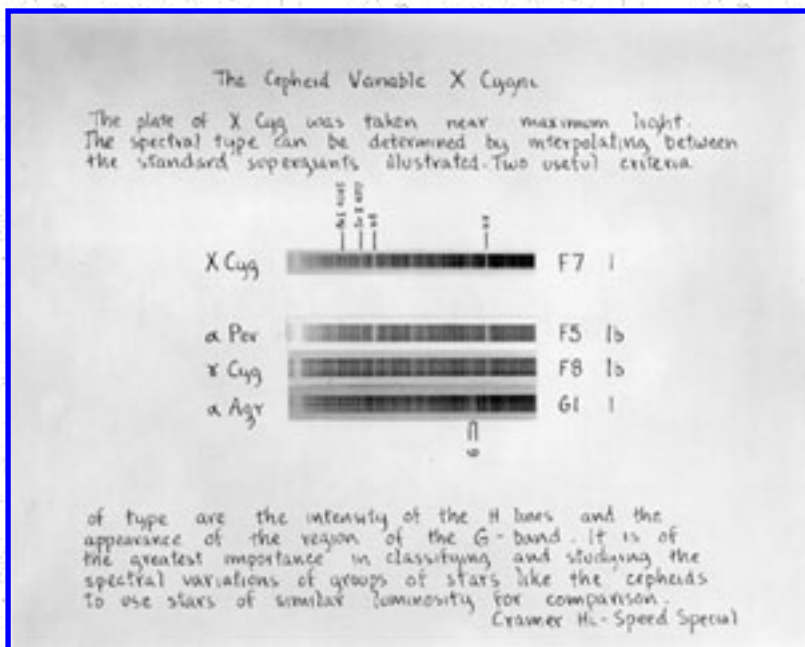 The Cepheid Variable X Cygni
The plate of X Cyg was taken near maximum light.
The spectral type can be determined by interpolating between
the standard supergiants illustrated. Two useful criteria
X Cyg F7 I
α Per F5 Ib
γ Cyg F8 Ib
α Aqr G1 I
G
of type are the intensity of the H lines and the
appearance of the region of the G-band. It is of
the greatest importance in classifying and studying the
spectral variations of groups of stars like the cepheids
to use stars of similar luminosity for comparison.
Cramer Hi-Speed Special